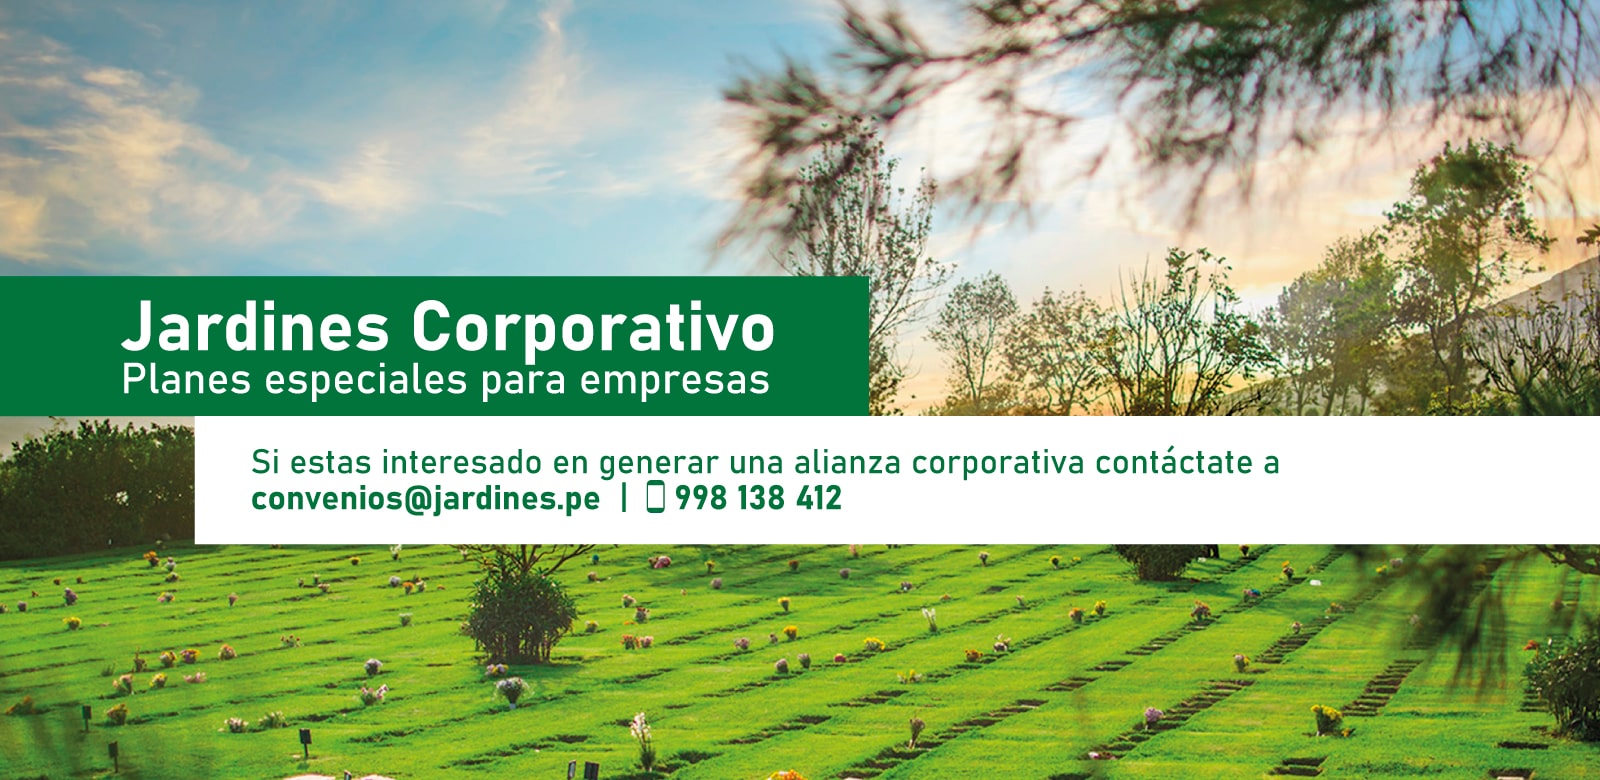 Jardines Corporativo
Planes especiales para empresas
Si estas interesado en generar una alianza corporativa contáctate a
convenios@jardines.pe | 998 138 412